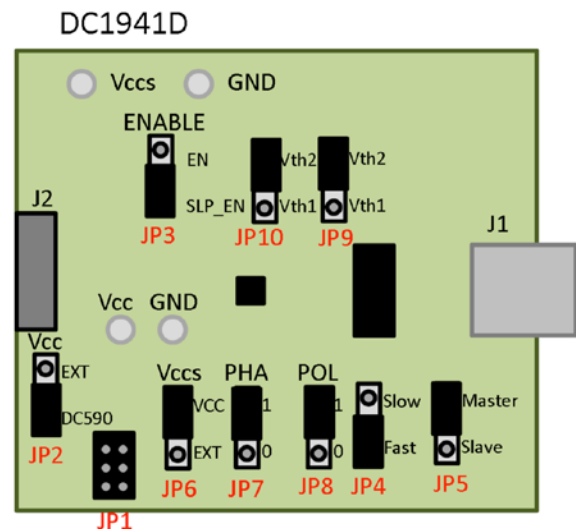 DC1941D
Vccs GND
ENABLE
EN
SLP_EN
JP3
Vth2
Vth1
JP10
Vth2
Vth1
JP9
J2
J1
Vcc GND
Vcc
EXT
DC590
JP2
JP1
Vccs
VCC
EXT
JP6
PHA
1
0
JP7
POL
1
0
JP8
Slow
Fast
JP4
Master
Slave
JP5